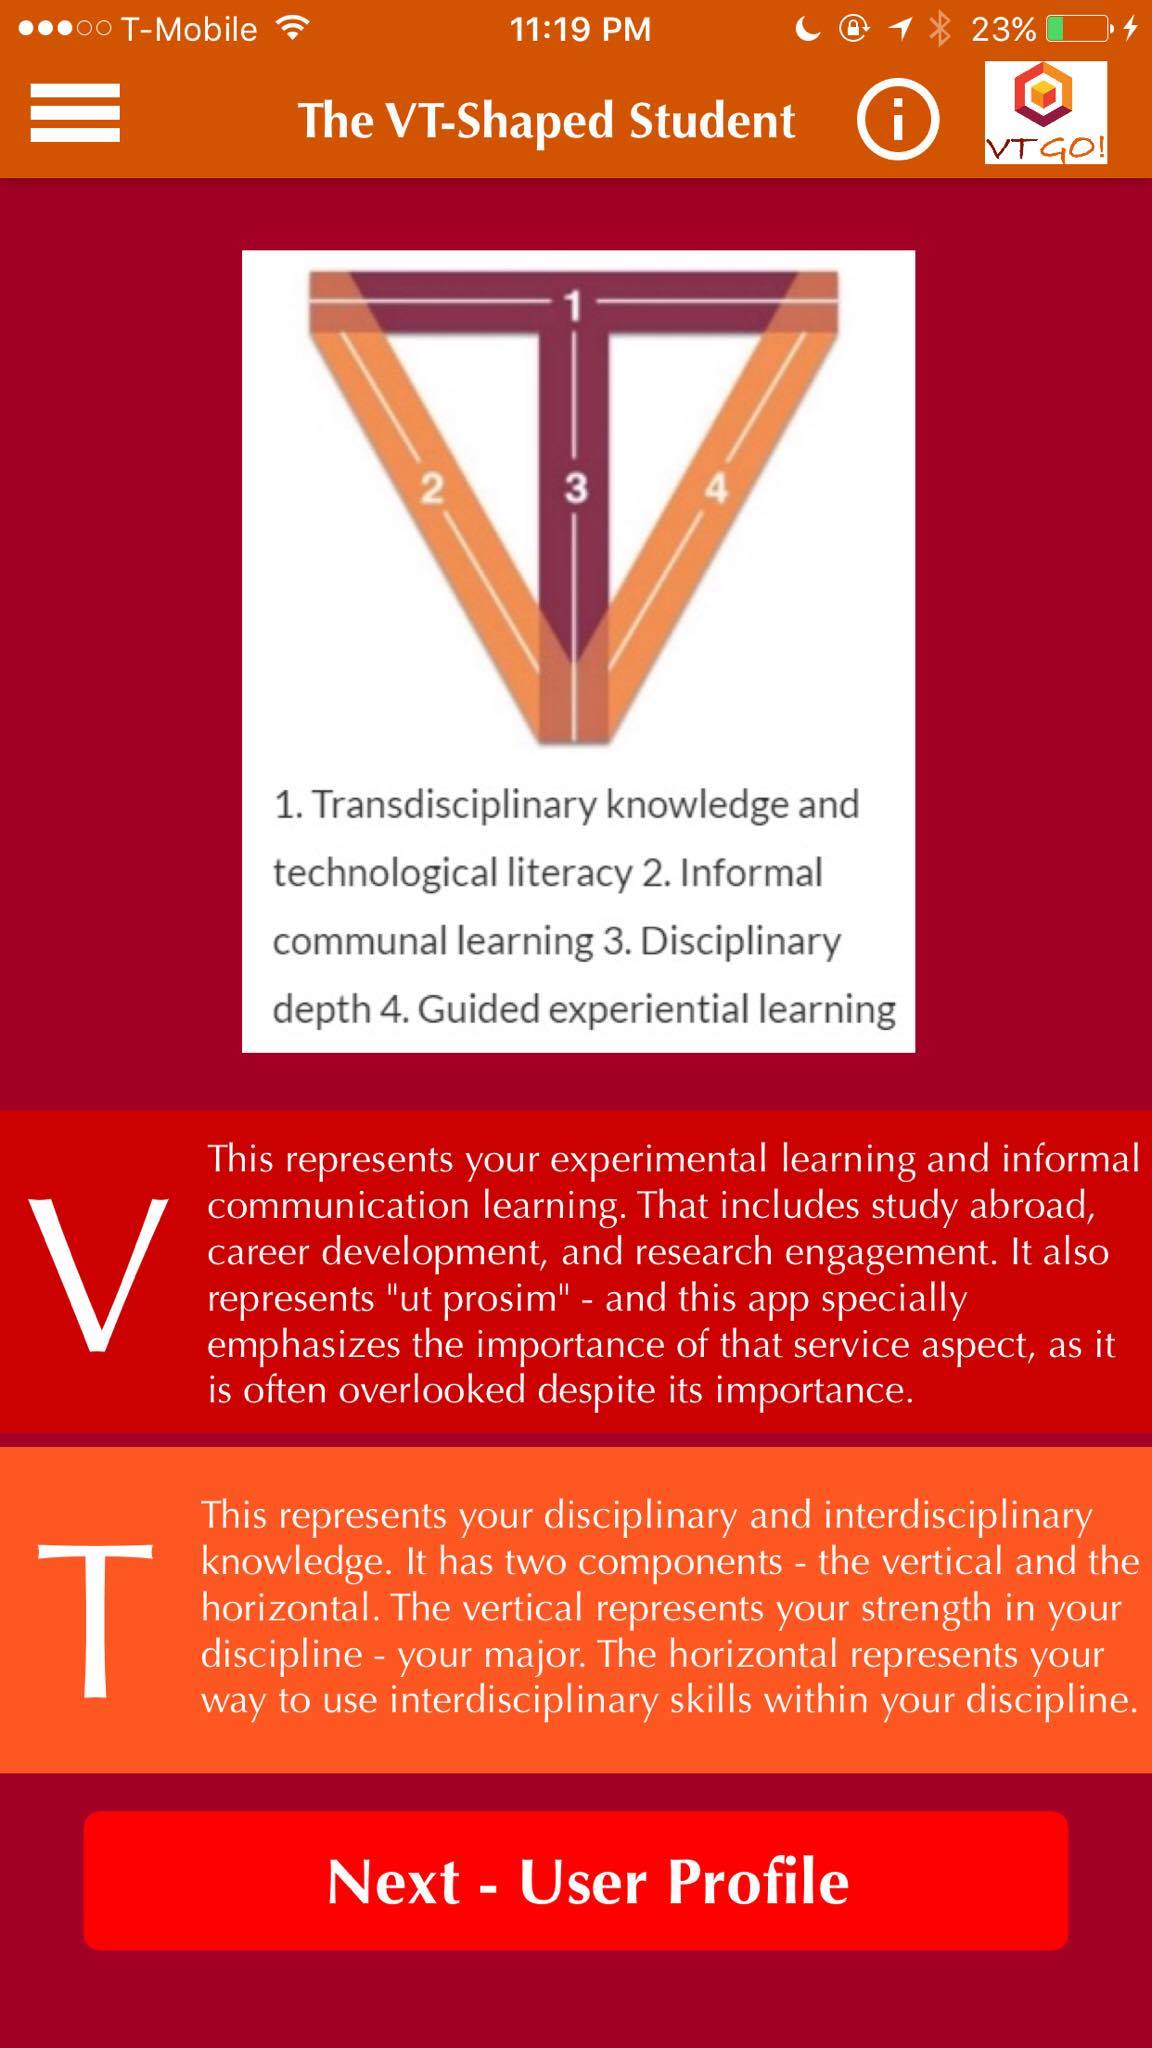 T-Mobile 11:19 PM 23%
The VT-Shaped Student
VTGO!
1
2 3 4
1. Transdisciplinary knowledge and
technological literacy 2. Informal
communal learning 3. Disciplinary
depth 4. Guided experiential learning
V
This represents your experimental learning and informal
communication learning. That includes study abroad,
career development, and research engagement. It also
represents "ut prosim" - and this app specially
emphasizes the importance of that service aspect, as it
is often overlooked despite its importance.
T
This represents your disciplinary and interdisciplinary
knowledge. It has two components - the vertical and the
horizontal. The vertical represents your strength in your
discipline - your major. The horizontal represents your
way to use interdisciplinary skills within your discipline.
Next - User Profile